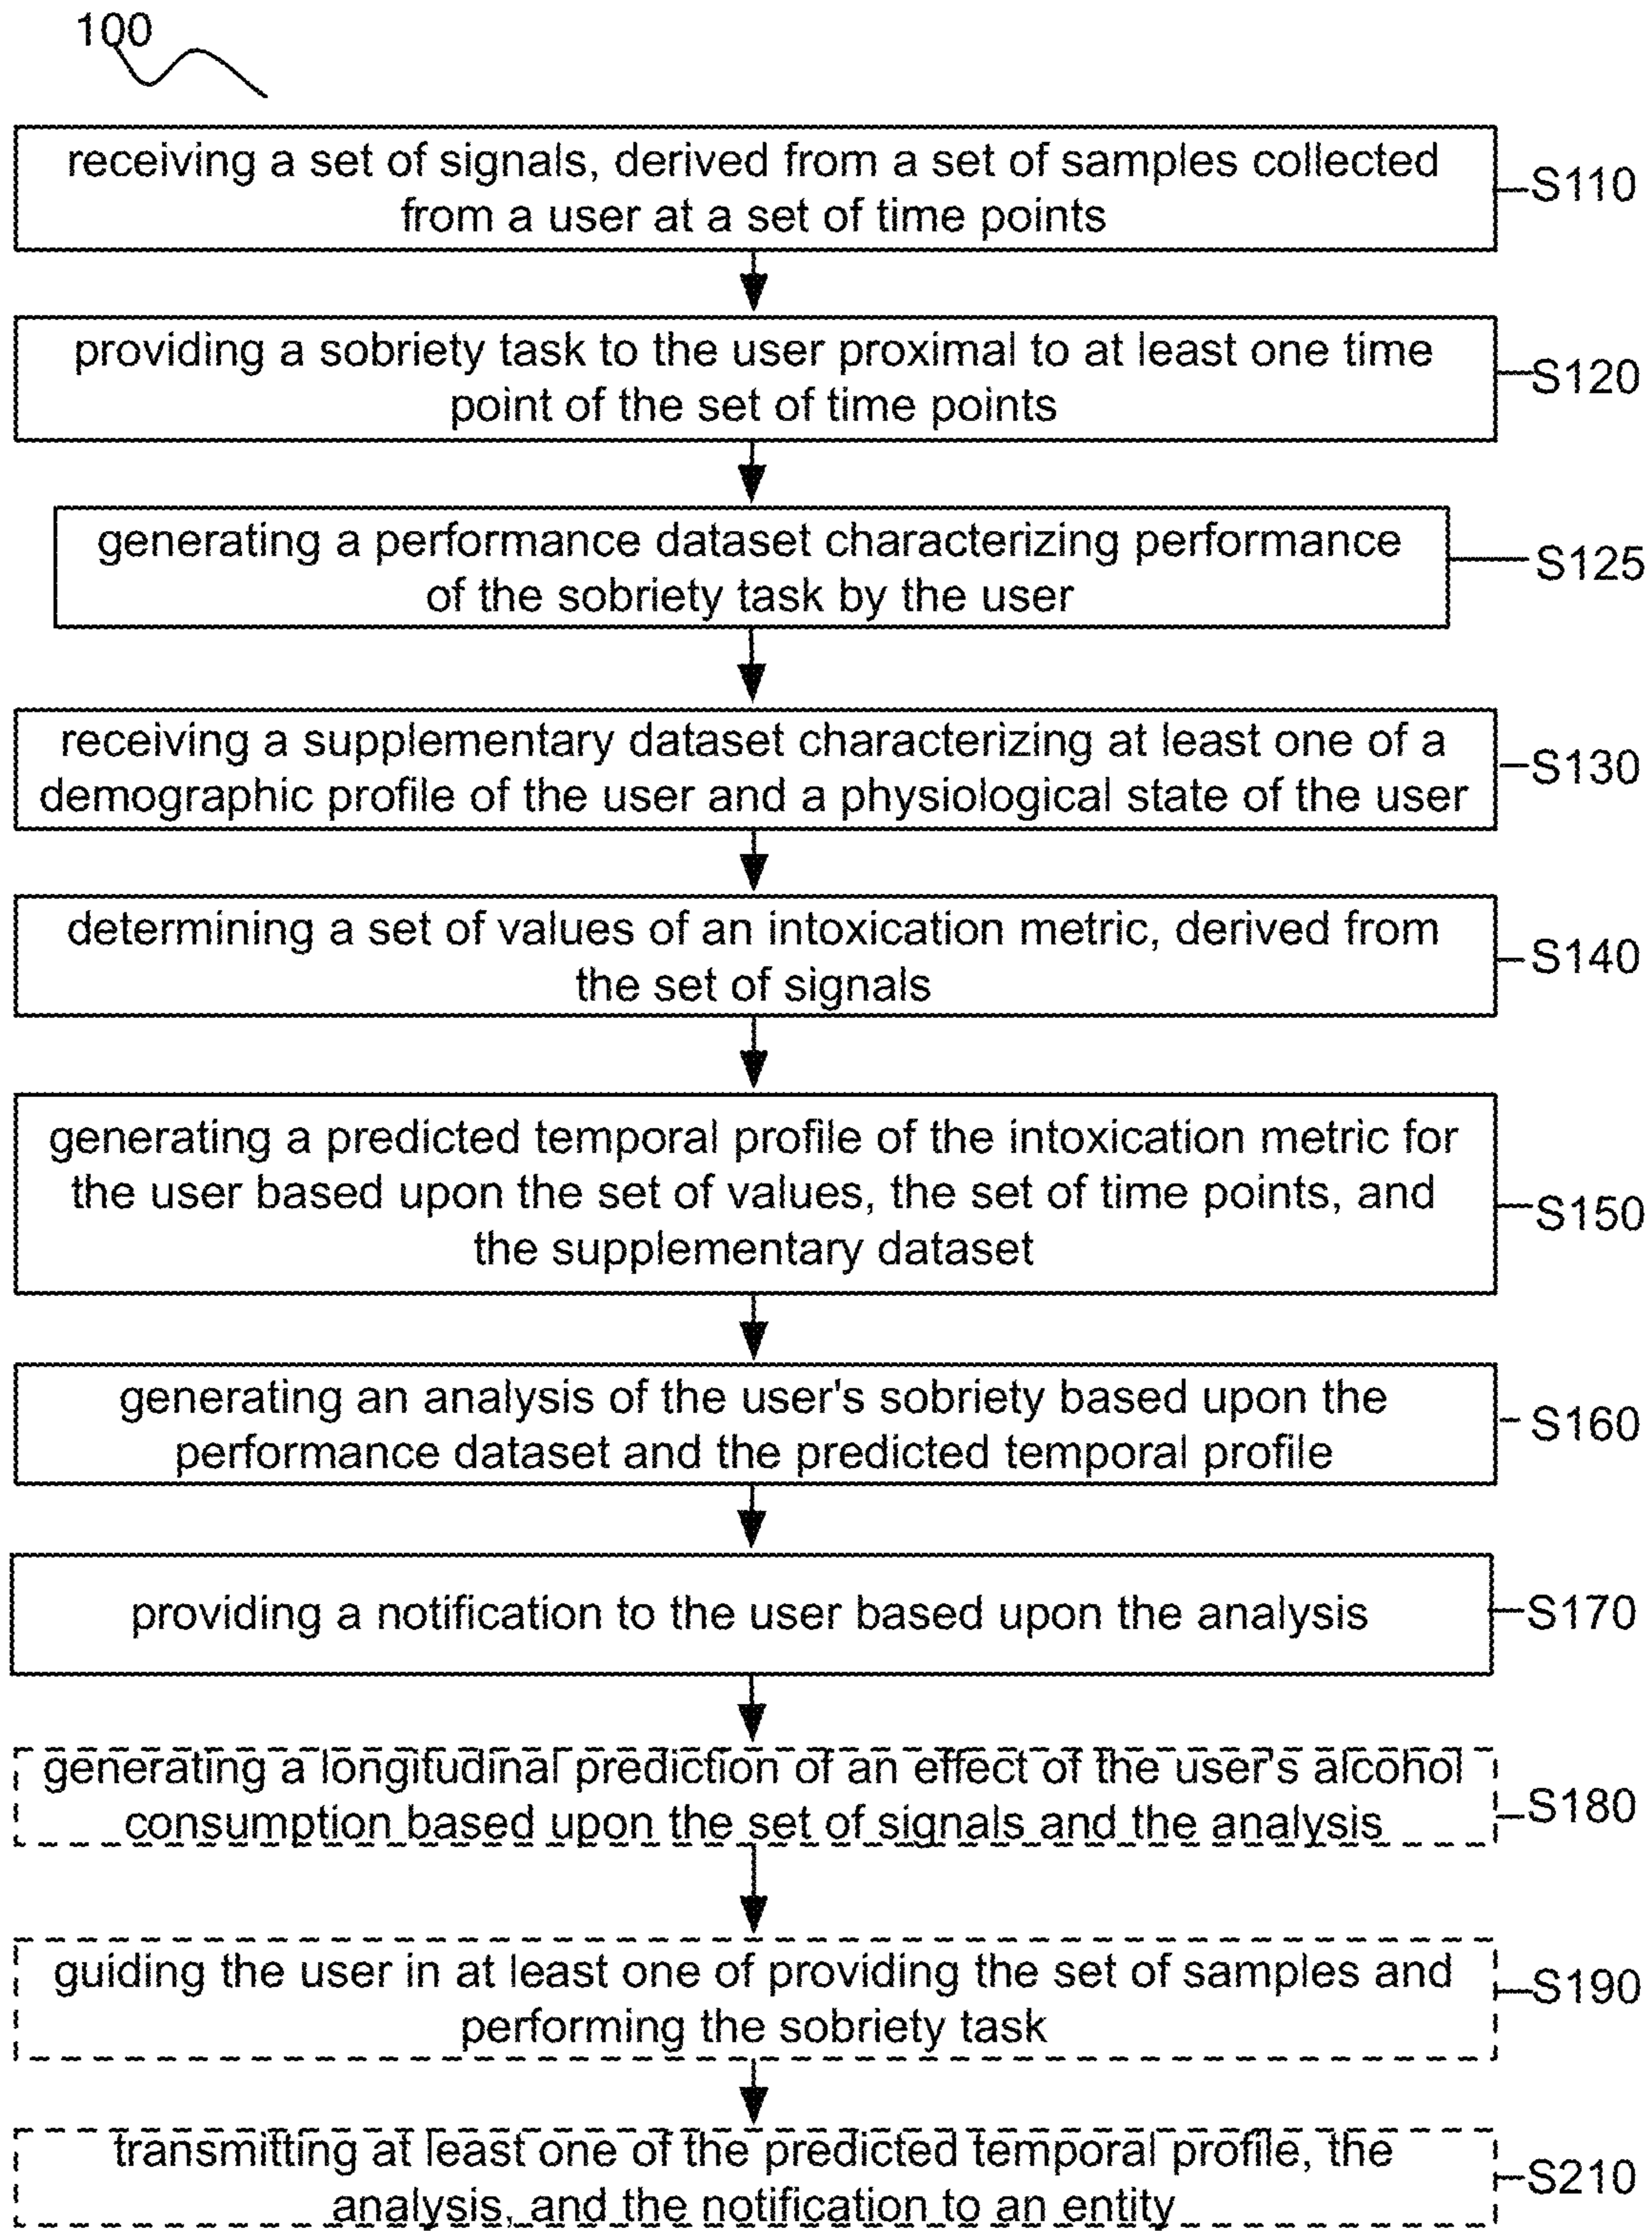 100
receiving a set of signals, derived from a set of samples collected
from a user at a set of time points
S110
providing a sobriety task to the user proximal to at least one time
point of the set of time points
S120
generating a performance dataset characterizing performance
of the sobriety task by the user
S125
receiving a supplementary dataset characterizing at least one of a
demographic profile of the user and a physiological state of the user
S130
determining a set of values of an intoxication metric, derived from
the set of signals
S140
generating a predicted temporal profile of the intoxication metric for
the user based upon the set of values, the set of time points, and
the supplementary dataset
S150
generating an analysis of the user's sobriety based upon the
performance dataset and the predicted temporal profile
S160
providing a notification to the user based upon the analysis
S170
generating a longitudinal prediction of an effect of the user's alcohol
consumption based upon the set of signals and the analysis
S180
guiding the user in at least one of providing the set of samples and
performing the sobriety task
S190
transmitting at least one of the predicted temporal profile, the
analysis, and the notification to an entity
S210